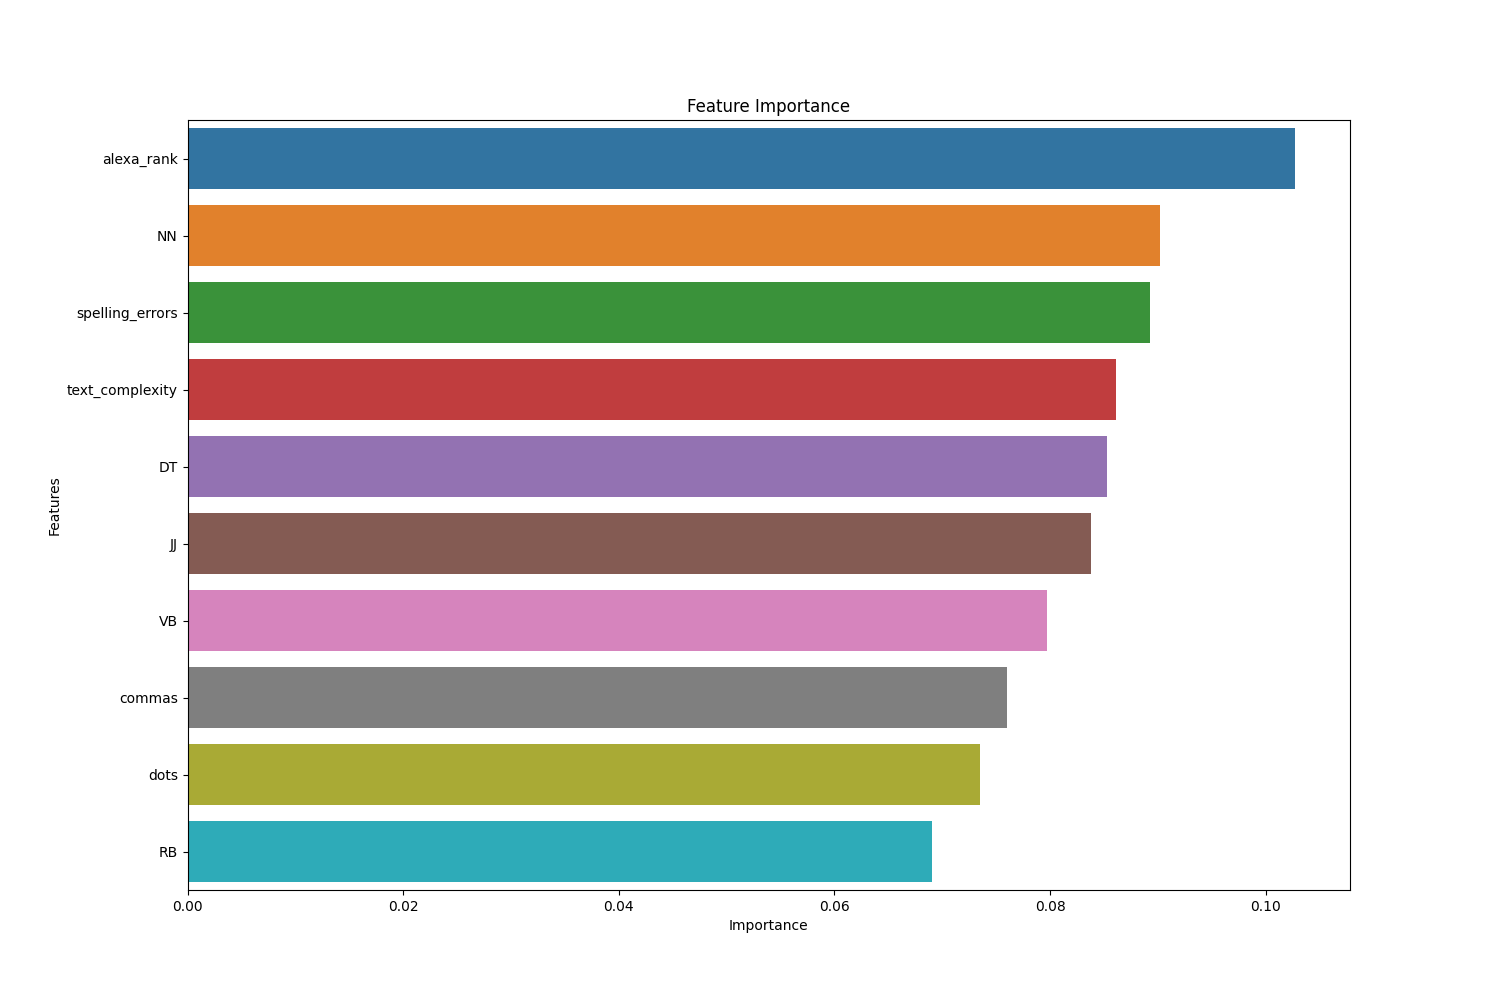 Feature Importance
alexa_rank
NN
spelling_errors
text_complexity
DT
JJ
VB
commas
dots
RB
Features
0.00 0.02 0.04 0.06 0.08 0.10
Importance